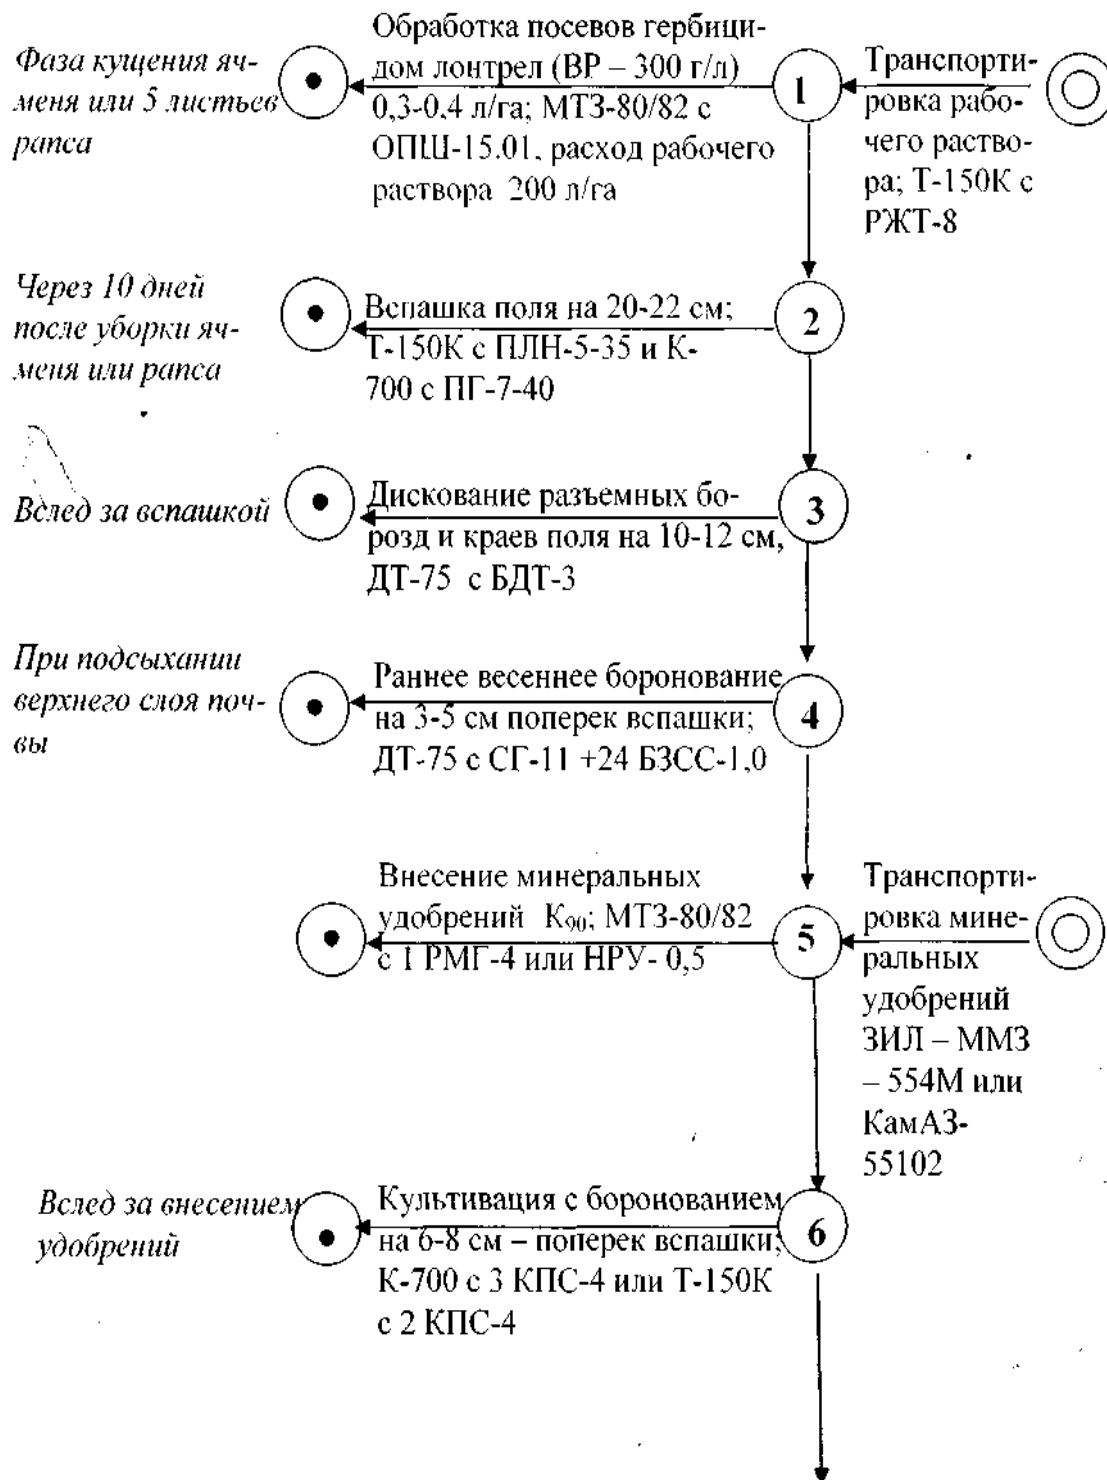 Фаза кущения яч-
меня или 5 листьев
рапса
Обработка посевов гербици-
дом лонтрел (ВР – 300 г/л)
0,3-0,4 л/га; МТЗ-80/82 с
ОПШ-15.01, расход рабочего
раствора 200 л/га
1
Транспорти-
ровка рабо-
чего раство-
ра; Т-150К с
РЖТ-8
Через 10 дней
после уборки яч-
меня или рапса
Вспашка поля на 20-22 см;
Т-150К с ПЛН-5-35 и К-
700 с ПГ-7-40
2
Вслед за вспашкой
Дискование разъемных бо-
розд и краев поля на 10-12 см,
ДТ-75 с БДТ-3
3
При подсыхании
верхнего слоя поч-
вы
Раннее весеннее боронование
на 3-5 см поперек вспашки;
ДТ-75 с СГ-11 +24 БЗСС-1,0
4
Внесение минеральных
удобрений К₉₀; МТЗ-80/82
с 1 РМГ-4 или НРУ- 0,5
5
Транспорти-
ровка мине-
ральных
удобрений
ЗИЛ – ММЗ
– 554М или
КамАЗ-
55102
Вслед за внесением
удобрений
Культивация с боронованием
на 6-8 см – поперек вспашки;
К-700 с 3 КПС-4 или Т-150К
с 2 КПС-4
6